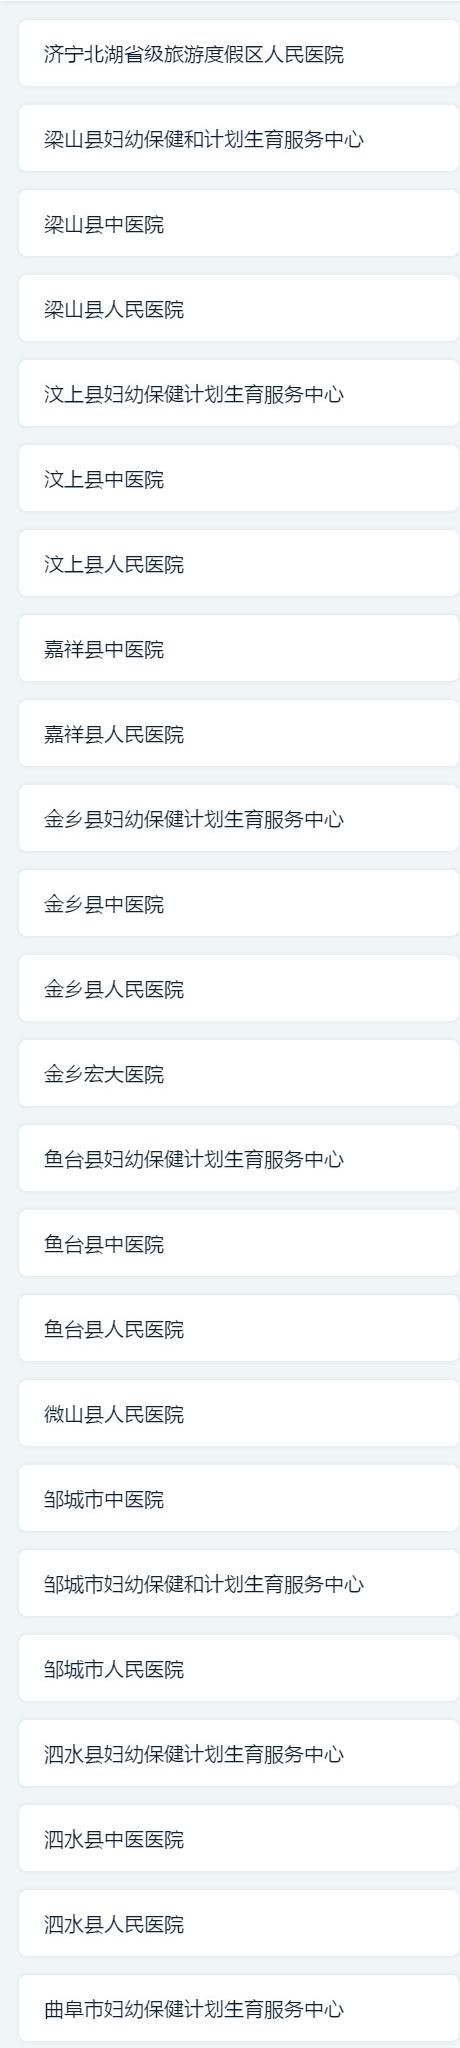 济宁北湖省级旅游度假区人民医院
梁山县妇幼保健和计划生育服务中心
梁山县中医院
梁山县人民医院
汶上县妇幼保健计划生育服务中心
汶上县中医院
汶上县人民医院
嘉祥县中医院
嘉祥县人民医院
金乡县妇幼保健计划生育服务中心
金乡县中医院
金乡县人民医院
金乡宏大医院
鱼台县妇幼保健计划生育服务中心
鱼台县中医院
鱼台县人民医院
微山县人民医院
邹城市中医院
邹城市妇幼保健和计划生育服务中心
邹城市人民医院
泗水县妇幼保健计划生育服务中心
泗水县中医医院
泗水县人民医院
曲阜市妇幼保健计划生育服务中心